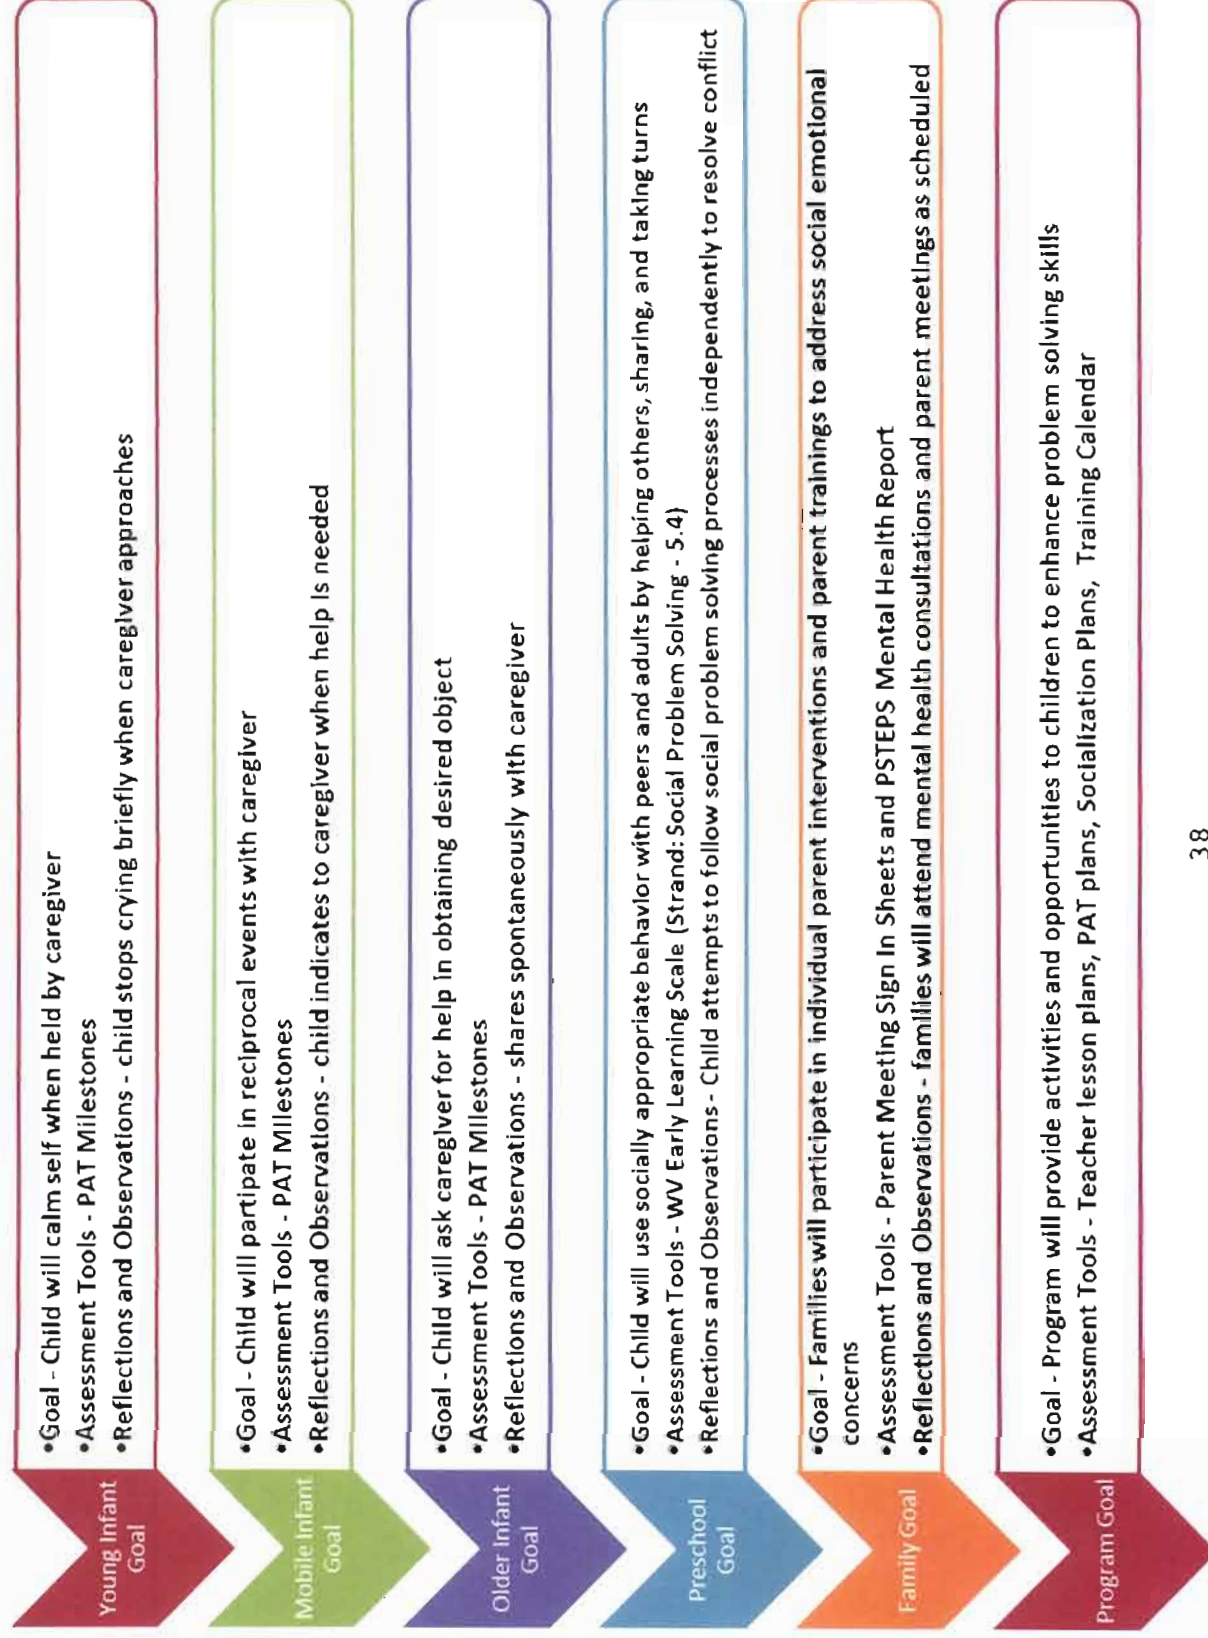 Young Infant
Goal
•Goal - Child will calm self when held by caregiver
•Assessment Tools - PAT Milestones
•Reflections and Observations - child stops crying briefly when caregiver approaches
Mobile Infant
Goal
•Goal - Child will partipate in reciprocal events with caregiver
•Assessment Tools - PAT Milestones
•Reflections and Observations - child indicates to caregiver when help is needed
Older Infant
Goal
•Goal - Child will ask caregiver for help in obtaining desired object
•Assessment Tools - PAT Milestones
•Reflections and Observations - shares spontaneously with caregiver
Preschool
Goal
•Goal - Child will use socially appropriate behavior with peers and adults by helping others, sharing, and taking turns
•Assessment Tools - WV Early Learning Scale (Strand: Social Problem Solving - 5.4)
•Reflections and Observations - Child attempts to follow social problem solving processes independently to resolve conflict
Family Goal
•Goal - Families will participate in individual parent interventions and parent trainings to address social emotional
concerns
•Assessment Tools - Parent Meeting Sign In Sheets and PSTEPS Mental Health Report
•Reflections and Observations - families will attend mental health consultations and parent meetings as scheduled
Program Goal
•Goal - Program will provide activities and opportunities to children to enhance problem solving skills
•Assessment Tools - Teacher lesson plans, PAT plans, Socialization Plans, Training Calendar
38